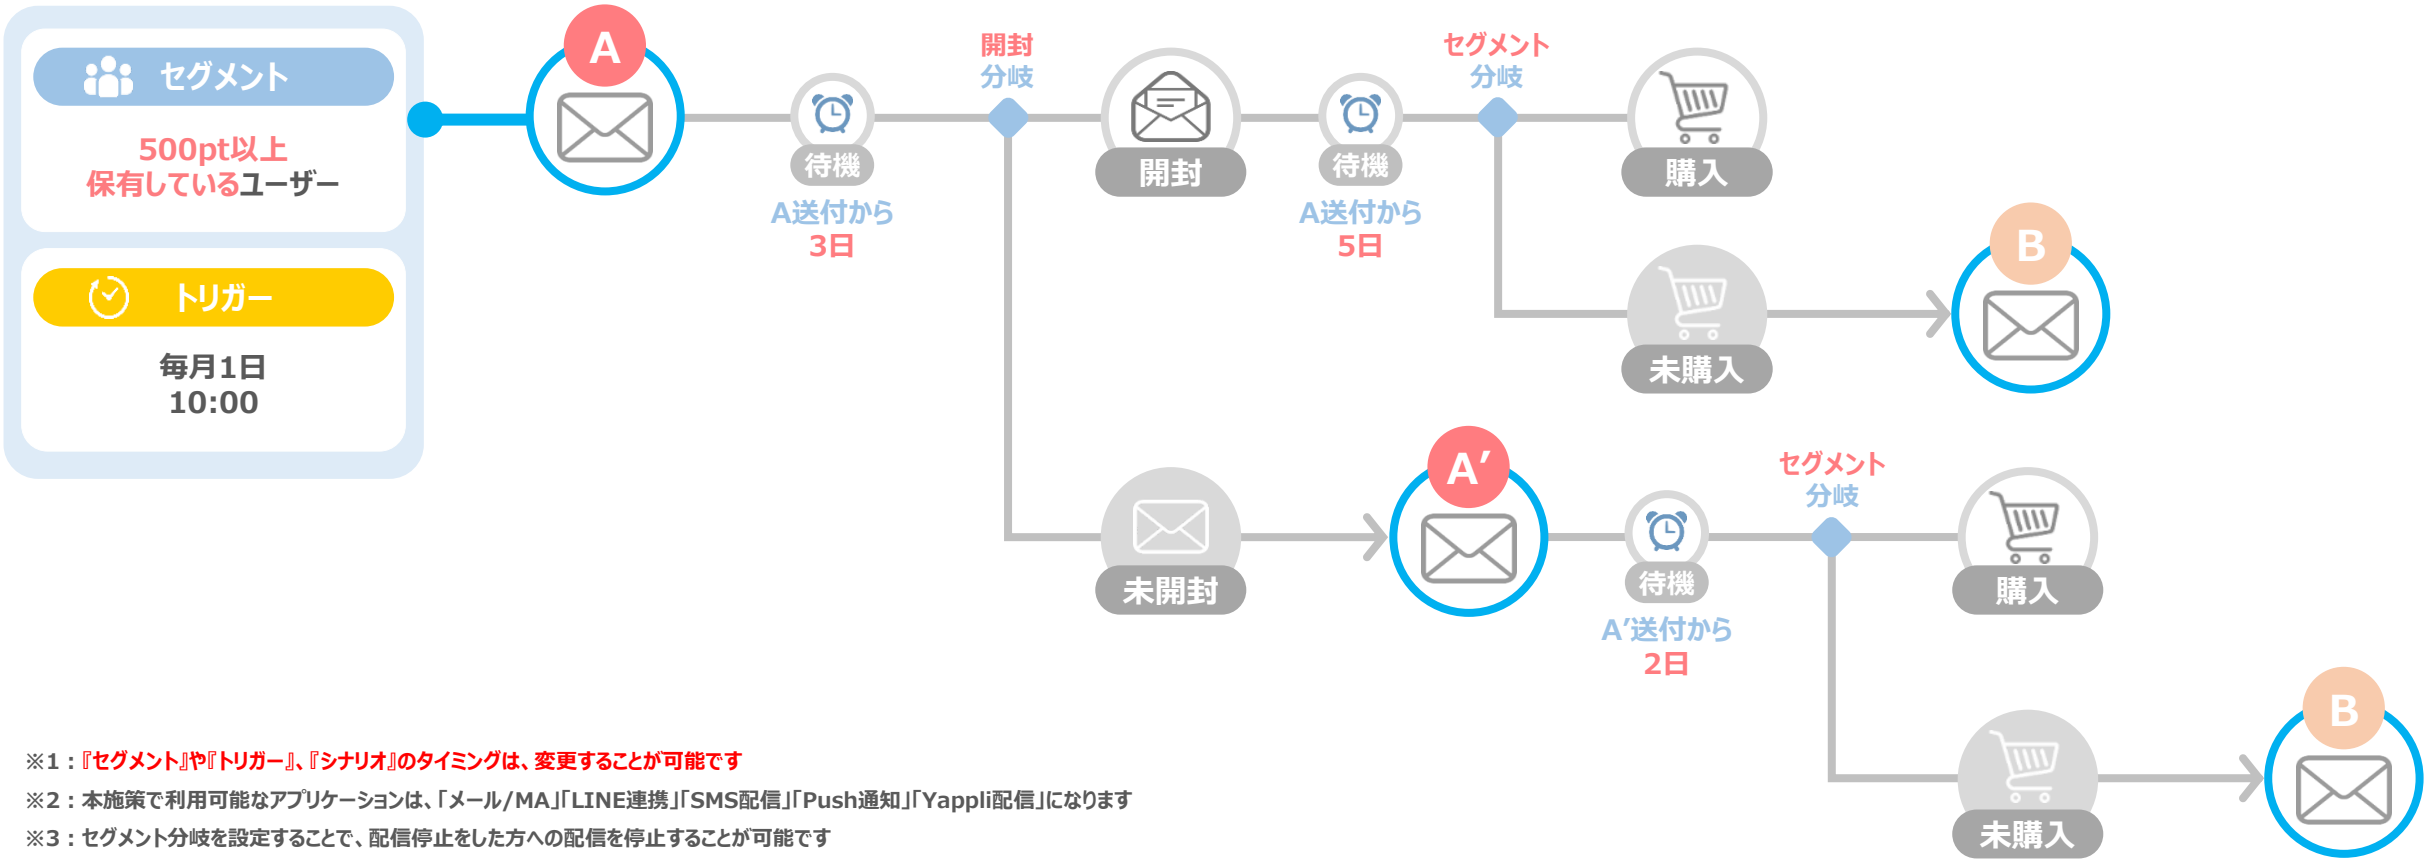 セグメント
500pt以上
保有しているユーザー
トリガー
毎月1日
10:00
A
待機
A送付から
3日
開封
分岐
開封
待機
A送付から
5日
セグメント
分岐
購入
未購入
B
未開封
A′
待機
A′送付から
2日
セグメント
分岐
購入
未購入
B
※1：『セグメント』や『トリガー』、『シナリオ』のタイミングは、変更することが可能です
※2：本施策で利用可能なアプリケーションは、「メール/MA」「LINE連携」「SMS配信」「Push通知」「Yappli配信」になります
※3：セグメント分岐を設定することで、配信停止をした方への配信を停止することが可能です